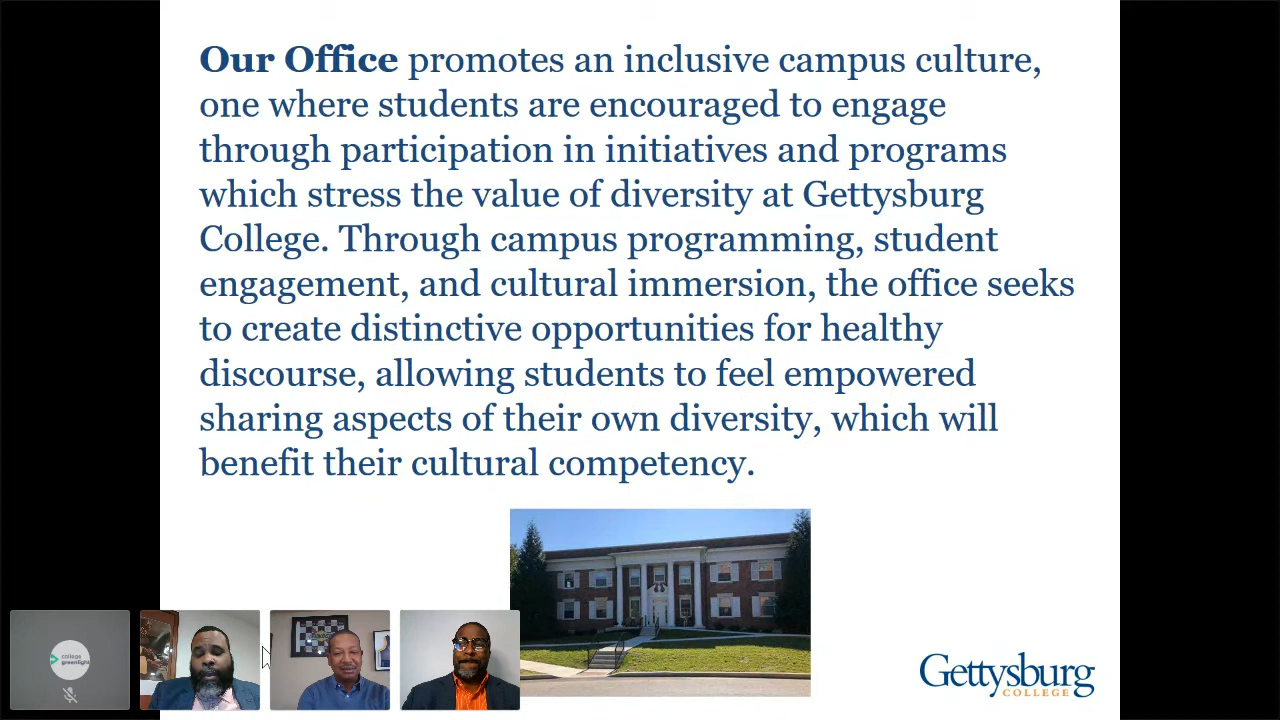 Our Office promotes an inclusive campus culture,
one where students are encouraged to engage
through participation in initiatives and programs
which stress the value of diversity at Gettysburg
College. Through campus programming, student
engagement, and cultural immersion, the office seeks
to create distinctive opportunities for healthy
discourse, allowing students to feel empowered
sharing aspects of their own diversity, which will
benefit their cultural competency.
college
greenlight
Gettysburg
COLLEGE